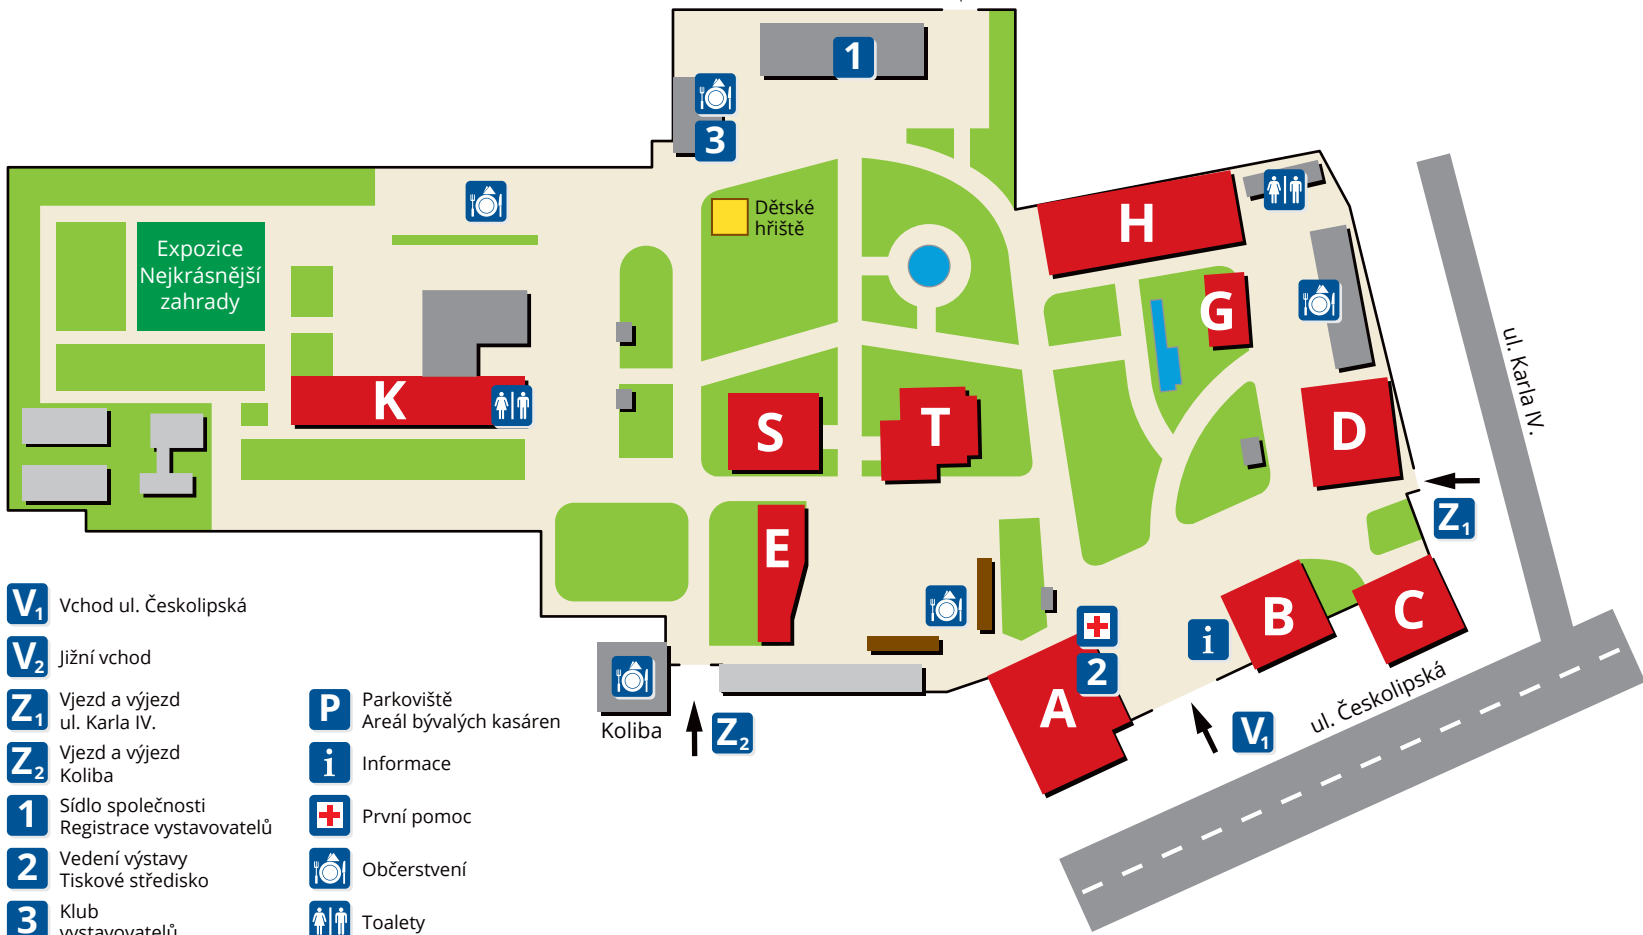 1
3
Dětské
hřiště
H
Expozice
Nejkrásnější
zahrady
G
ul. Karla IV.
K
S
T
D
Z1
E
B
C
i
2
A
Koliba
Z2
V1
ul. Českolipská
V1 Vchod ul. Českolipská
V2 Jižní vchod
Z1 Vjezd a výjezd
ul. Karla IV.
Z2 Vjezd a výjezd
Koliba
1 Sídlo společnosti
Registrace vystavovatelů
2 Vedení výstavy
Tiskové středisko
3 Klub
vystavovatelů
P Parkoviště
Areál bývalých kasáren
i Informace
První pomoc
Občerstvení
Toalety